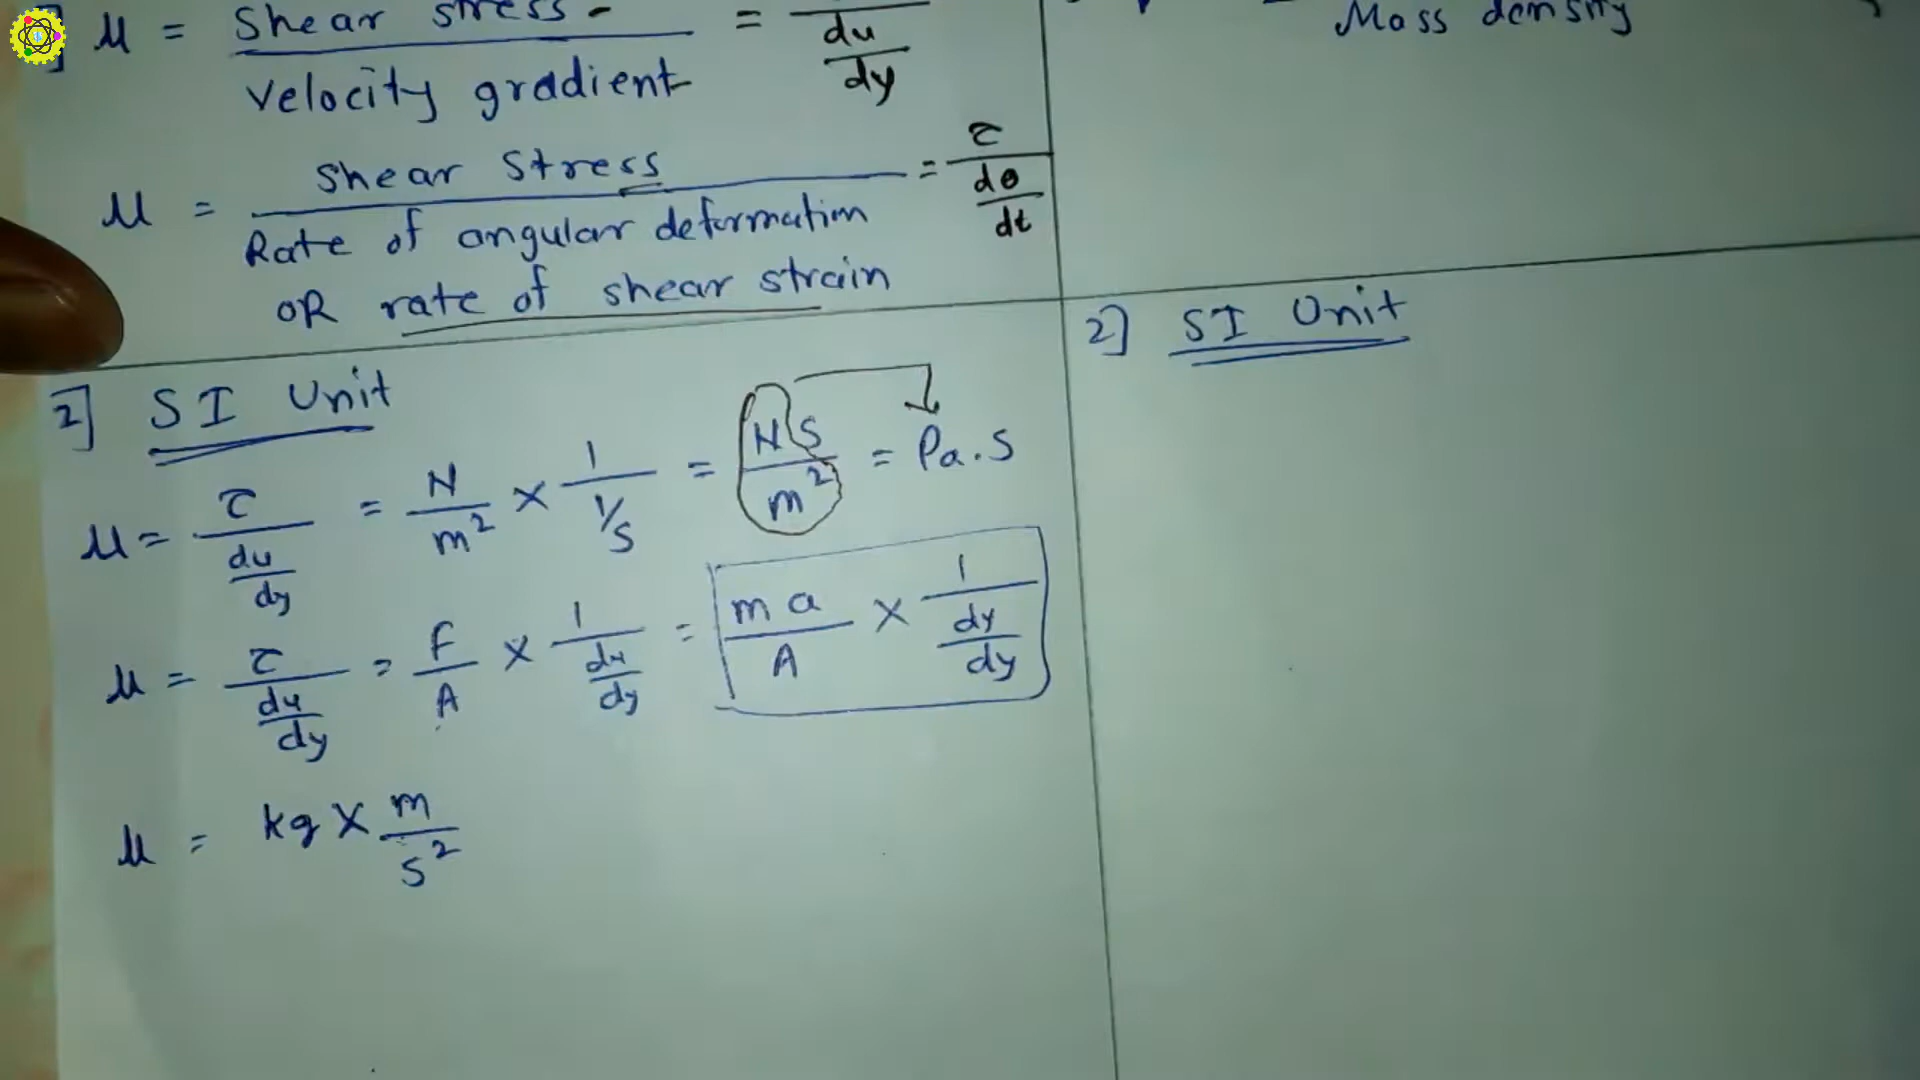 ] μ = Shear stress / Velocity gradient = / du/dy
Mass density
μ = Shear Stress / Rate of angular deformation OR rate of shear strain = τ / dθ/dt
2] SI Unit
μ = τ / du/dy = N/m² × 1 / 1/s = NS/m² = Pa.S
μ = τ / du/dy = F/A × 1 / du/dy = ma/A × 1 / dy/dy
μ = kg × m/s²
2] SI Unit